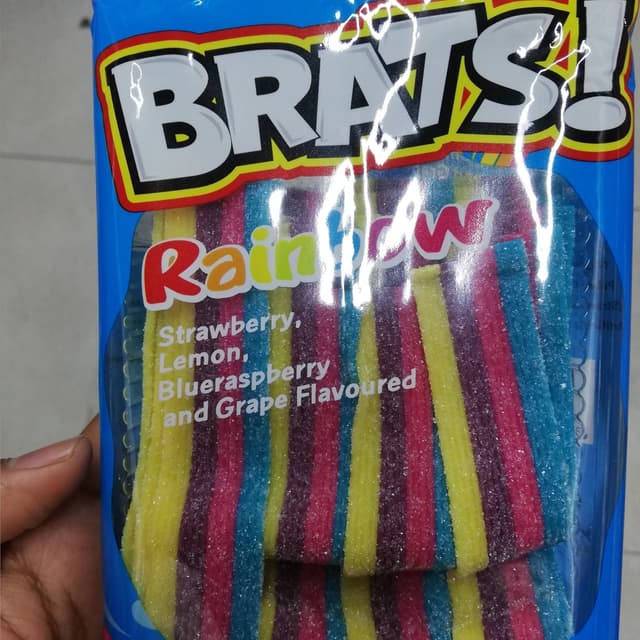 BRATS!
Rainbow
Strawberry,
Lemon,
Blueraspberry
and Grape Flavoured